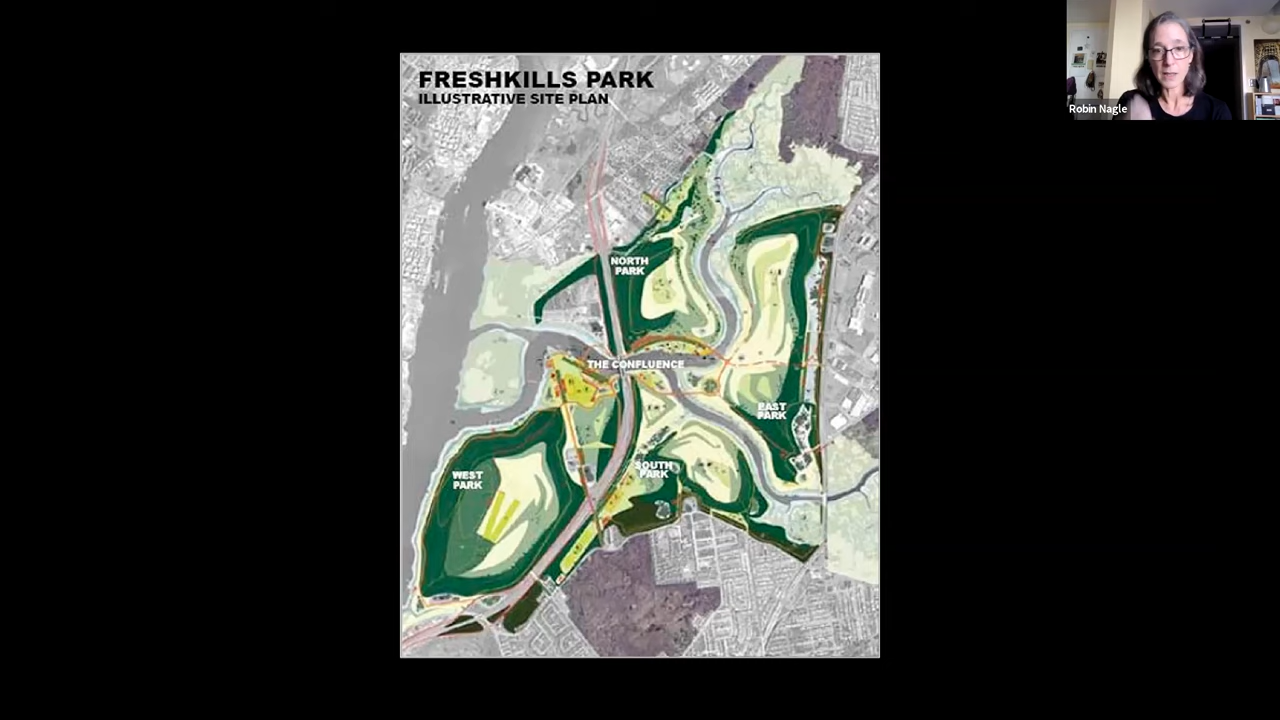 FRESHKILLS PARK
ILLUSTRATIVE SITE PLAN
Robin Nagle
NORTH
PARK
THE CONFLUENCE
EAST
PARK
WEST
PARK
SOUTH
PARK